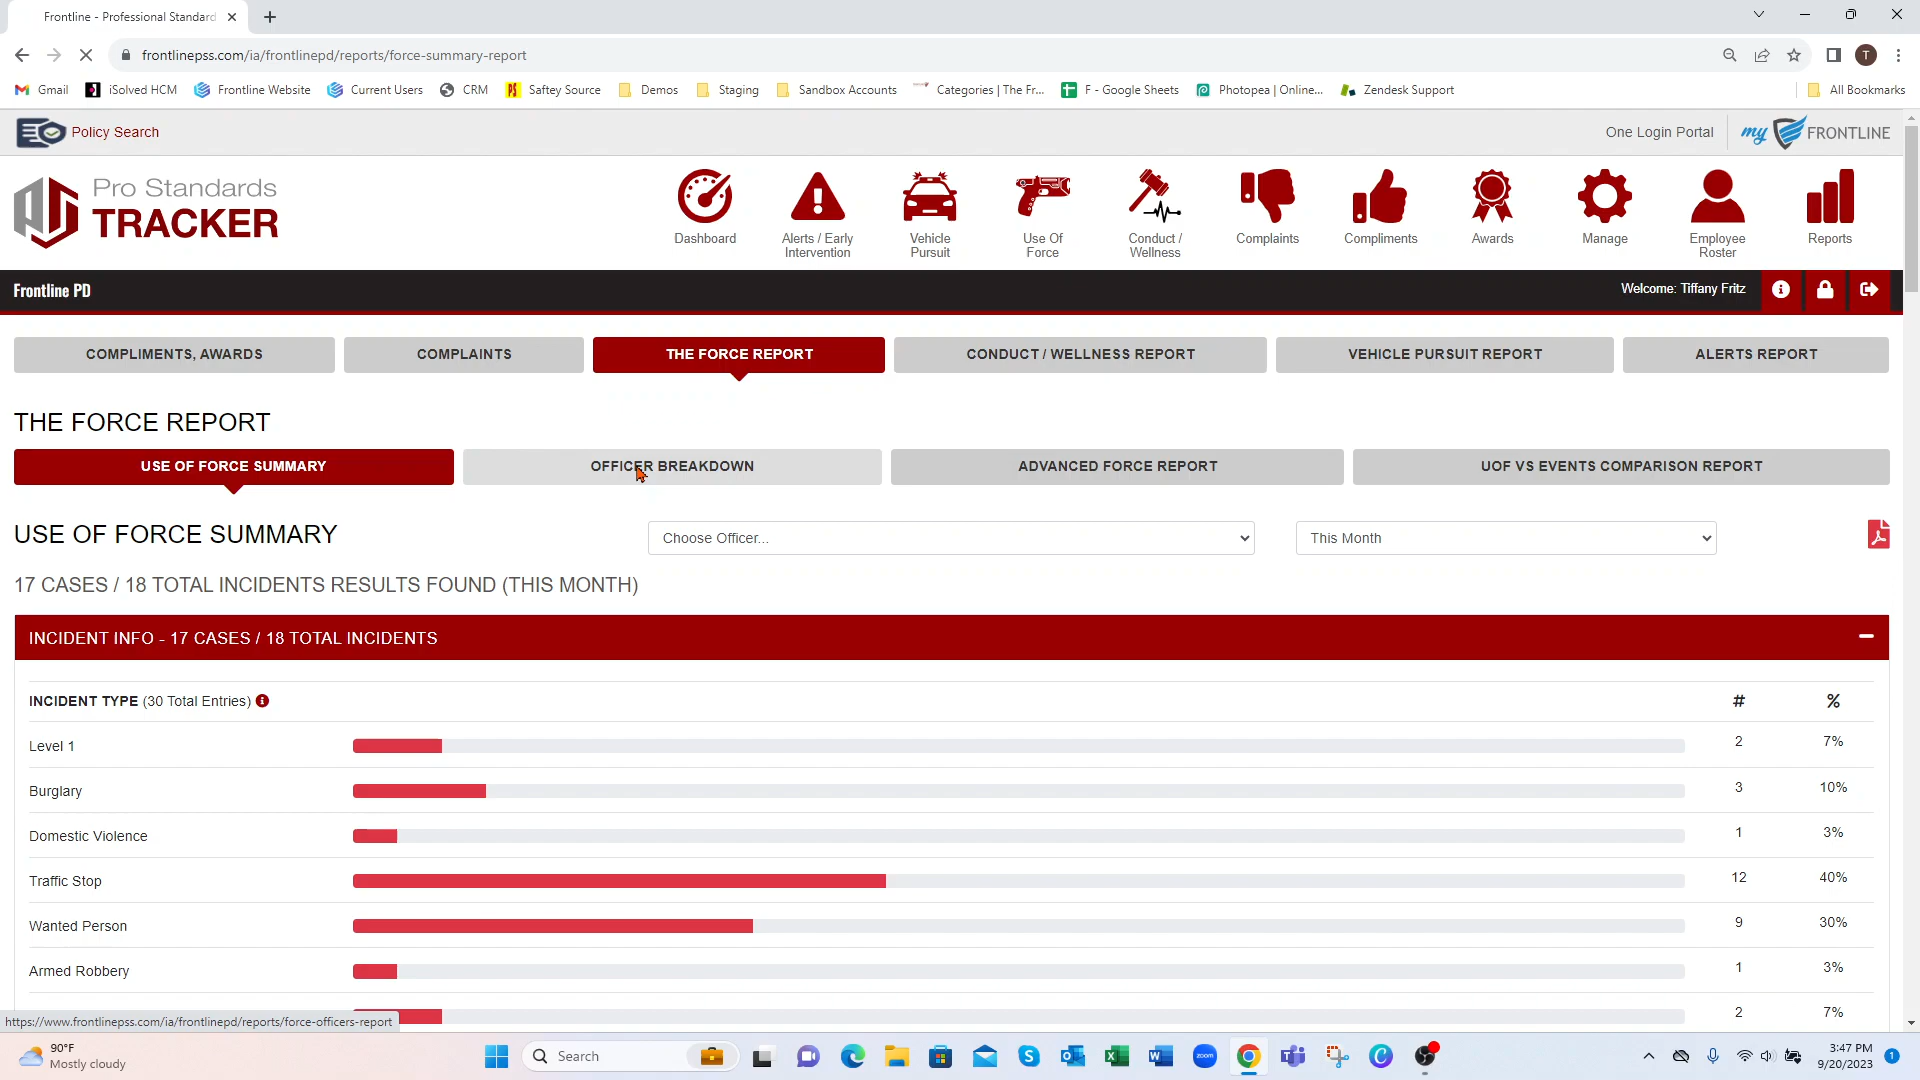 Frontline - Professional Standard
frontlinepss.com/ia/frontlinepd/reports/force-summary-report
T
Gmail iSolved HCM Frontline Website Current Users CRM PS Saftey Source Demos Staging Sandbox Accounts Categories | The Fr... F - Google Sheets Photopea | Online... Zendesk Support All Bookmarks
Policy Search One Login Portal my FRONTLINE
Pro Standards
TRACKER
Dashboard
Alerts / Early
Intervention
Vehicle
Pursuit
Use Of
Force
Conduct /
Wellness
Complaints
Compliments
Awards
Manage
Employee
Roster
Reports
Frontline PD Welcome: Tiffany Fritz
COMPLIMENTS, AWARDS COMPLAINTS THE FORCE REPORT CONDUCT / WELLNESS REPORT VEHICLE PURSUIT REPORT ALERTS REPORT
THE FORCE REPORT
USE OF FORCE SUMMARY OFFICER BREAKDOWN ADVANCED FORCE REPORT UOF VS EVENTS COMPARISON REPORT
USE OF FORCE SUMMARY Choose Officer... This Month
17 CASES / 18 TOTAL INCIDENTS RESULTS FOUND (THIS MONTH)
INCIDENT INFO - 17 CASES / 18 TOTAL INCIDENTS
INCIDENT TYPE (30 Total Entries) # %
Level 1 2 7%
Burglary 3 10%
Domestic Violence 1 3%
Traffic Stop 12 40%
Wanted Person 9 30%
Armed Robbery 1 3%
2 7%
https://www.frontlinepss.com/ia/frontlinepd/reports/force-officers-report
90°F
Mostly cloudy
Search
zoom
3:47 PM
9/20/2023
1